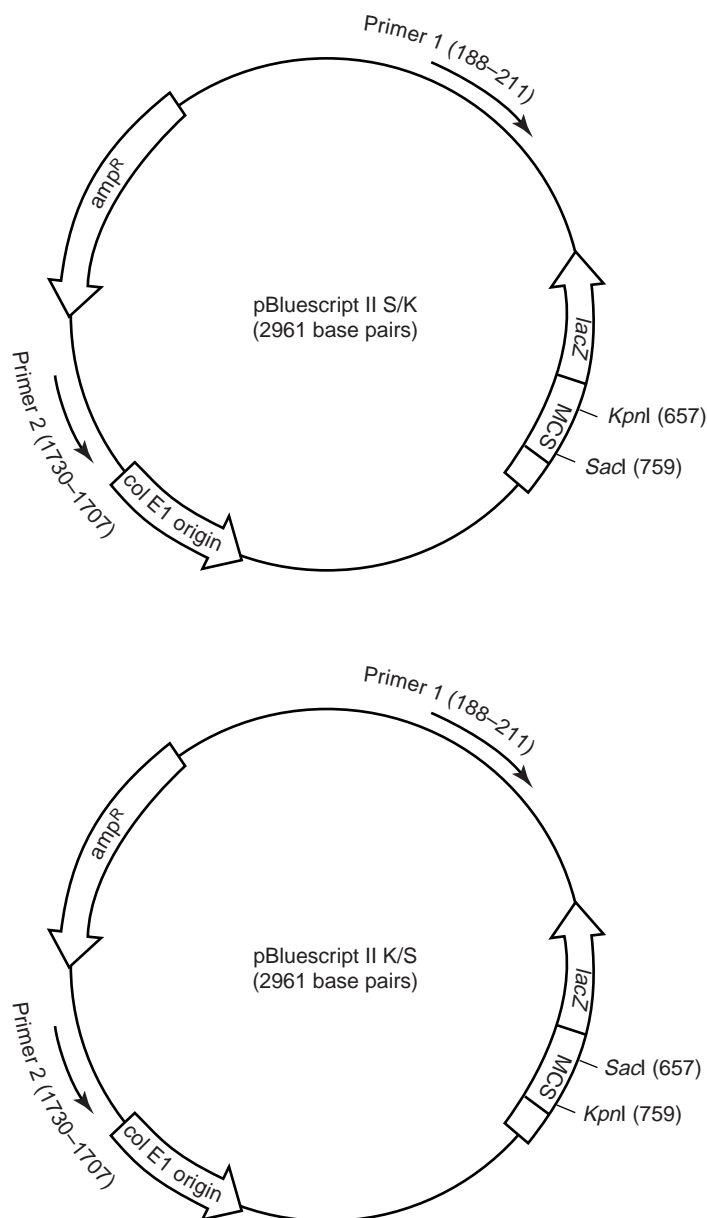 Primer 1 (188–211)
ampR
pBluescript II S/K
(2961 base pairs)
lacZ
MCS
KpnI (657)
SacI (759)
Primer 2 (1730–1707)
col E1 origin
Primer 1 (188–211)
ampR
pBluescript II K/S
(2961 base pairs)
lacZ
MCS
SacI (657)
KpnI (759)
Primer 2 (1730–1707)
col E1 origin